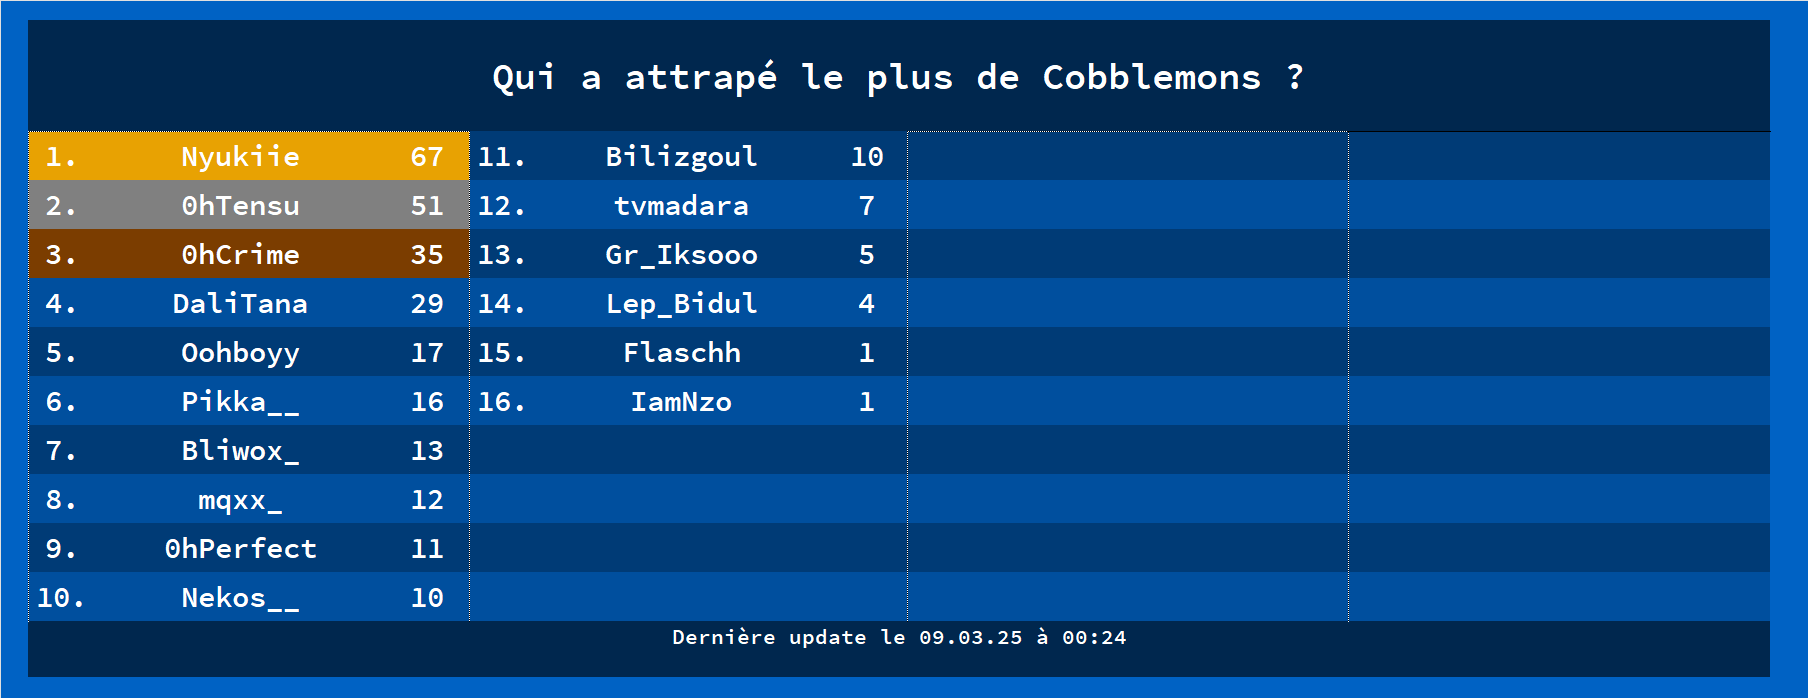 Qui a attrapé le plus de Cobblemons ?
1. Nyukiie 67
2. 0hTensu 51
3. 0hCrime 35
4. DaliTana 29
5. Oohboyy 17
6. Pikka__ 16
7. Bliwox_ 13
8. mqxx_ 12
9. 0hPerfect 11
10. Nekos__ 10
11. Bilizgoul 10
12. tvmadara 7
13. Gr_Iksooo 5
14. Lep_Bidul 4
15. Flaschh 1
16. IamNzo 1
Dernière update le 09.03.25 à 00:24